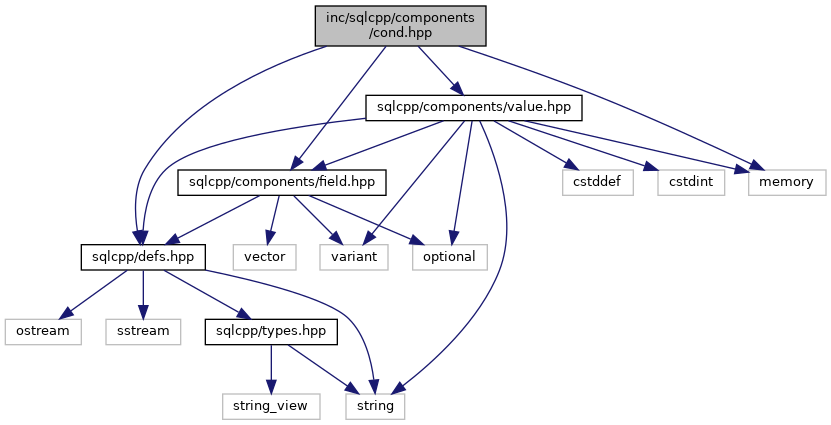 inc/sqlcpp/components
/cond.hpp
sqlcpp/components/value.hpp
sqlcpp/components/field.hpp
cstddef
cstdint
memory
sqlcpp/defs.hpp
vector
variant
optional
ostream
sstream
sqlcpp/types.hpp
string_view
string